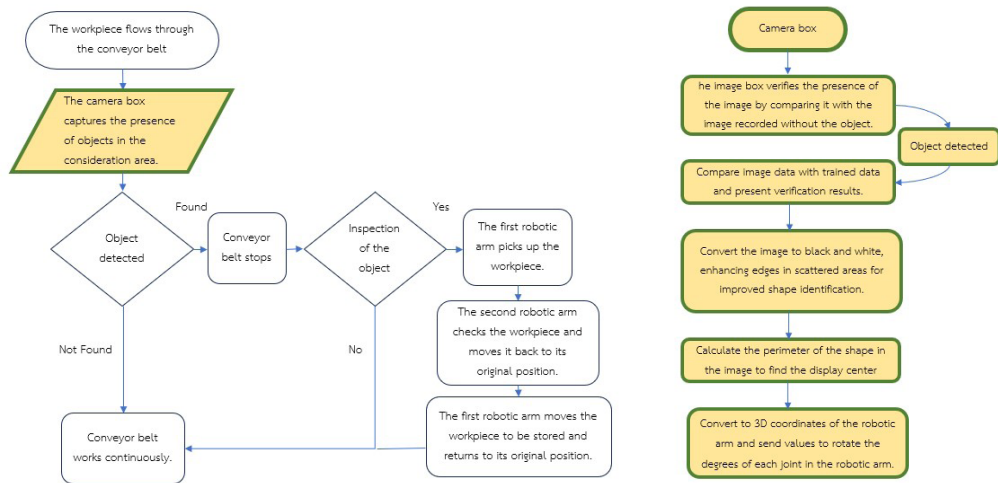 The workpiece flows through
the conveyor belt
The camera box
captures the presence
of objects in the
consideration area.
Object
detected
Found
Not Found
Conveyor
belt stops
Inspection
of the
object
Yes
No
The first robotic
arm picks up the
workpiece.
The second robotic arm
checks the workpiece and
moves it back to its
original position.
The first robotic arm moves the
workpiece to be stored and
returns to its original position.
Conveyor belt
works continuously.
Camera box
he image box verifies the presence of
the image by comparing it with the
image recorded without the object.
Object detected
Compare image data with trained data
and present verification results.
Convert the image to black and white,
enhancing edges in scattered areas for
improved shape identification.
Calculate the perimeter of the shape in
the image to find the display center
Convert to 3D coordinates of the robotic
arm and send values to rotate the
degrees of each joint in the robotic arm.